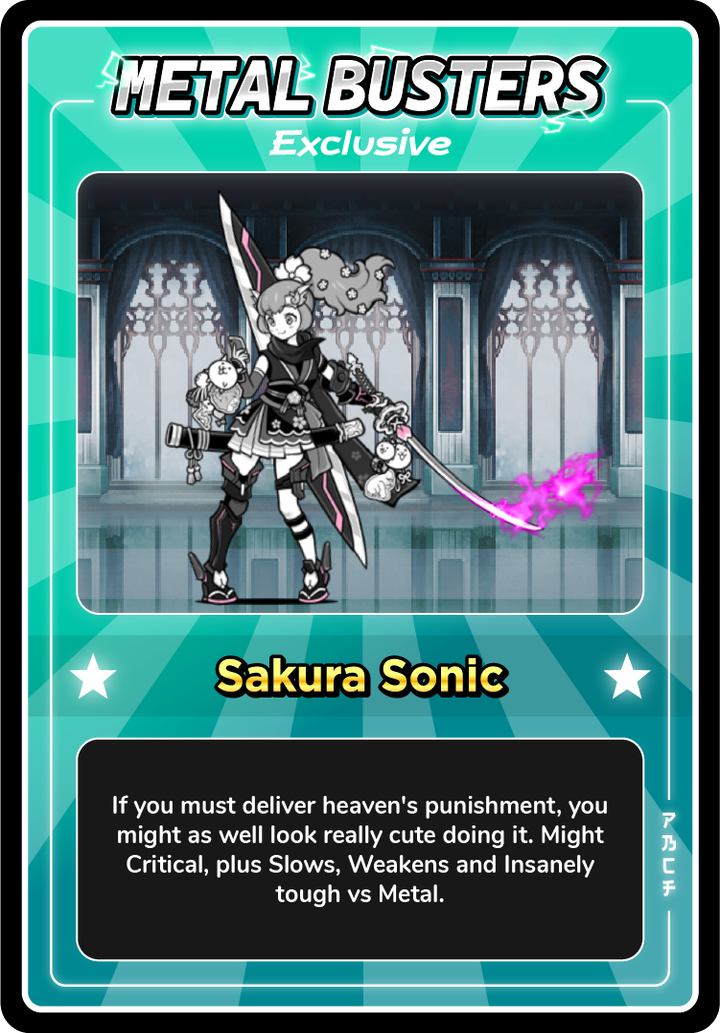 METAL BUSTERS
Exclusive
Sakura Sonic
If you must deliver heaven's punishment, you
might as well look really cute doing it. Might
Critical, plus Slows, Weakens and Insanely
tough vs Metal.